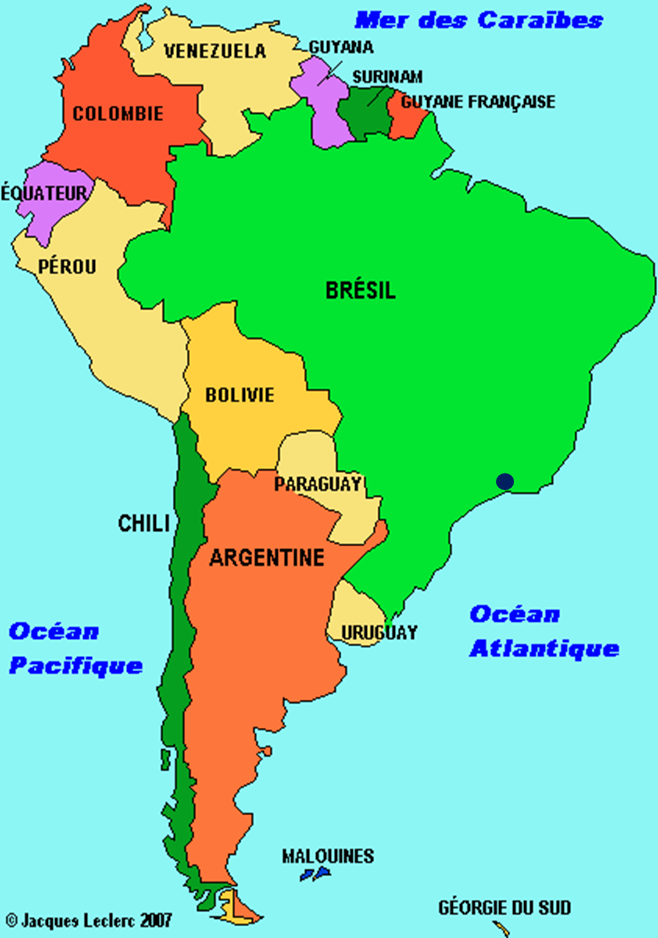 Mer des Caraïbes
VENEZUELA
GUYANA
SURINAM
GUYANE FRANÇAISE
COLOMBIE
ÉQUATEUR
PÉROU
BRÉSIL
BOLIVIE
PARAGUAY
CHILI
ARGENTINE
URUGUAY
Océan
Pacifique
Océan
Atlantique
MALOUINES
GÉORGIE DU SUD
© Jacques Leclerc 2007